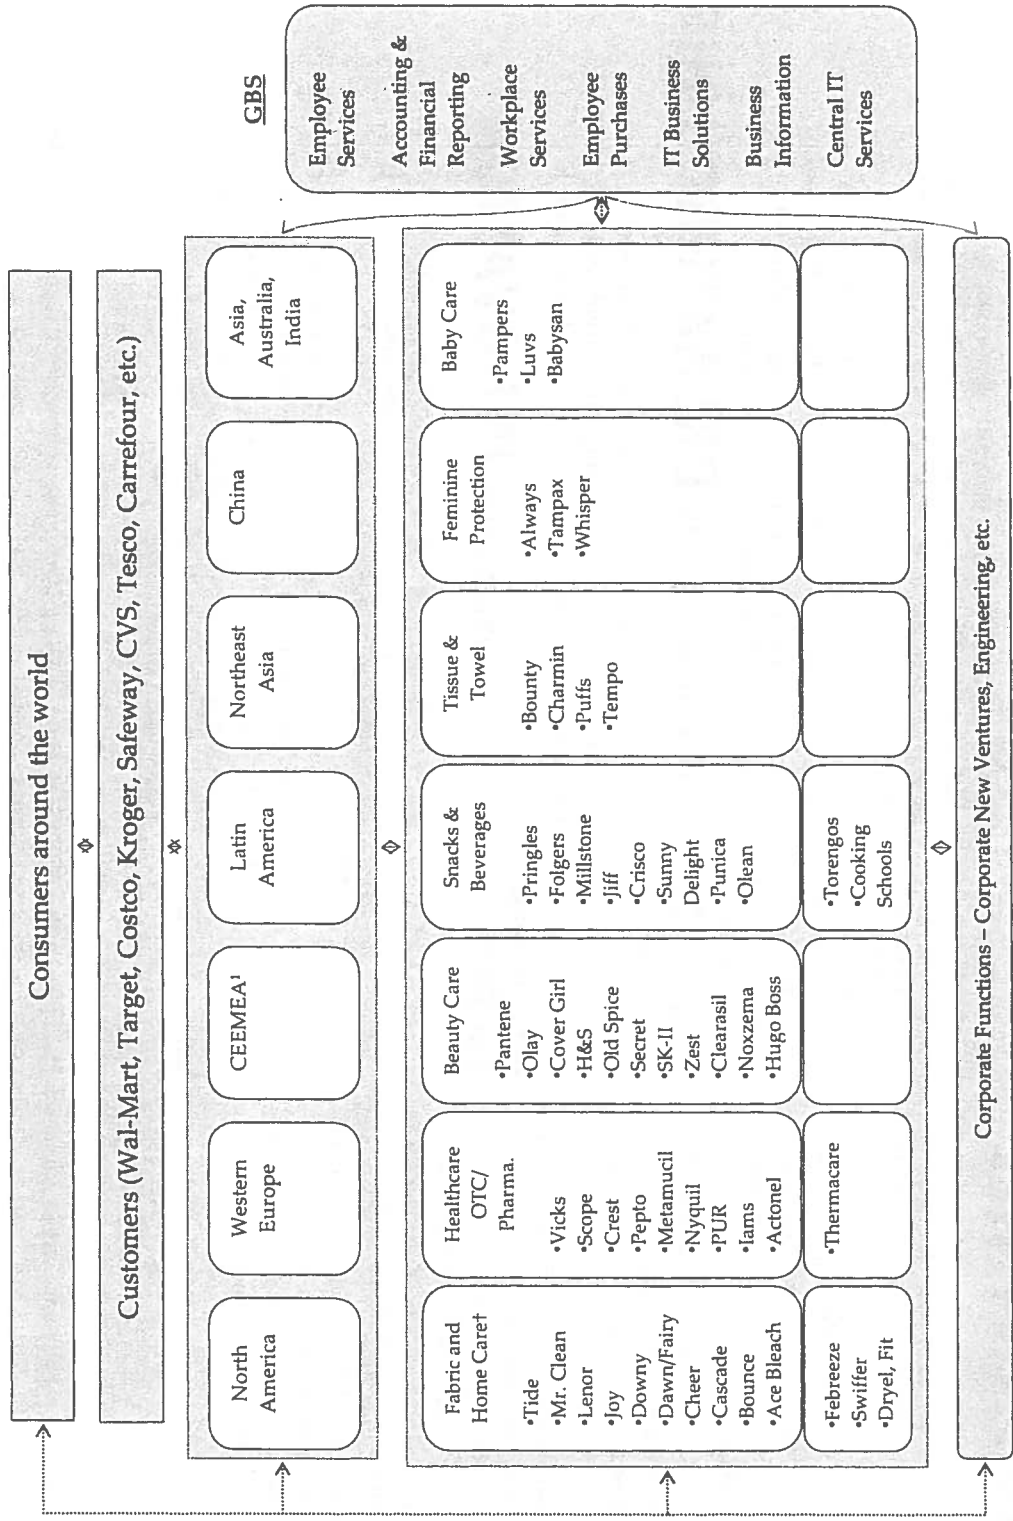 Consumers around the world
Customers (Wal-Mart, Target, Costco, Kroger, Safeway, CVS, Tesco, Carrefour, etc.)
North
America
Western
Europe
CEEMEA¹
Latin
America
Northeast
Asia
China
Asia,
Australia,
India
Fabric and
Home Care†
•Tide
•Mr. Clean
•Lenor
•Joy
•Downy
•Dawn/Fairy
•Cheer
•Cascade
•Bounce
•Ace Bleach
Healthcare
OTC/
Pharma.
•Vicks
•Scope
•Crest
•Pepto
•Metamucil
•Nyquil
•PUR
•Iams
•Actonel
Beauty Care
•Pantene
•Olay
•Cover Girl
•H&S
•Old Spice
•Secret
•SK-II
•Zest
•Clearasil
•Noxzema
•Hugo Boss
Snacks &
Beverages
•Pringles
•Folgers
•Millstone
•Jiff
•Crisco
•Sunny
Delight
•Punica
•Olean
Tissue &
Towel
•Bounty
•Charmin
•Puffs
•Tempo
Feminine
Protection
•Always
•Tampax
•Whisper
Baby Care
•Pampers
•Luvs
•Babysan
•Febreeze
•Swiffer
•Dryel, Fit
•Thermacare
•Torengos
•Cooking
Schools
Corporate Functions – Corporate New Ventures, Engineering, etc.
GBS
Employee
Services
Accounting &
Financial
Reporting
Workplace
Services
Employee
Purchases
IT Business
Solutions
Business
Information
Central IT
Services